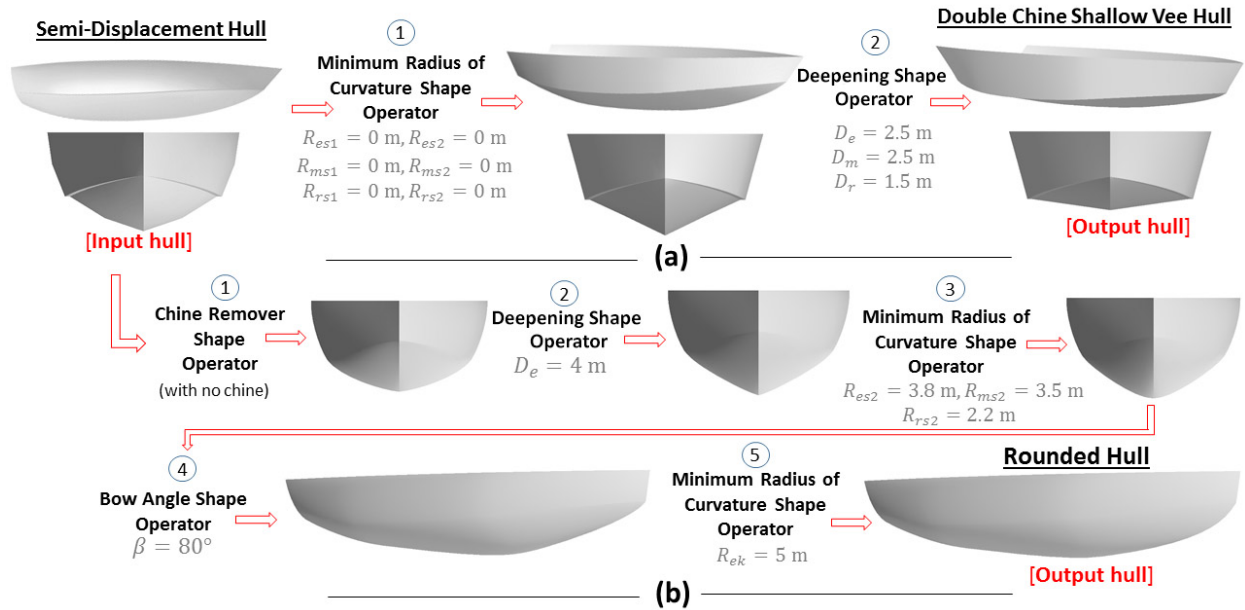 Semi-Displacement Hull
[Input hull]
1
Minimum Radius of
Curvature Shape
Operator
R_es1 = 0 m, R_es2 = 0 m
R_ms1 = 0 m, R_ms2 = 0 m
R_rs1 = 0 m, R_rs2 = 0 m
2
Deepening Shape
Operator
D_e = 2.5 m
D_m = 2.5 m
D_r = 1.5 m
Double Chine Shallow Vee Hull
[Output hull]
(a)
1
Chine Remover
Shape
Operator
(with no chine)
2
Deepening Shape
Operator
D_e = 4 m
3
Minimum Radius of
Curvature Shape
Operator
R_es2 = 3.8 m, R_ms2 = 3.5 m
R_rs2 = 2.2 m
4
Bow Angle Shape
Operator
β = 80°
5
Minimum Radius of
Curvature Shape
Operator
R_ek = 5 m
Rounded Hull
[Output hull]
(b)